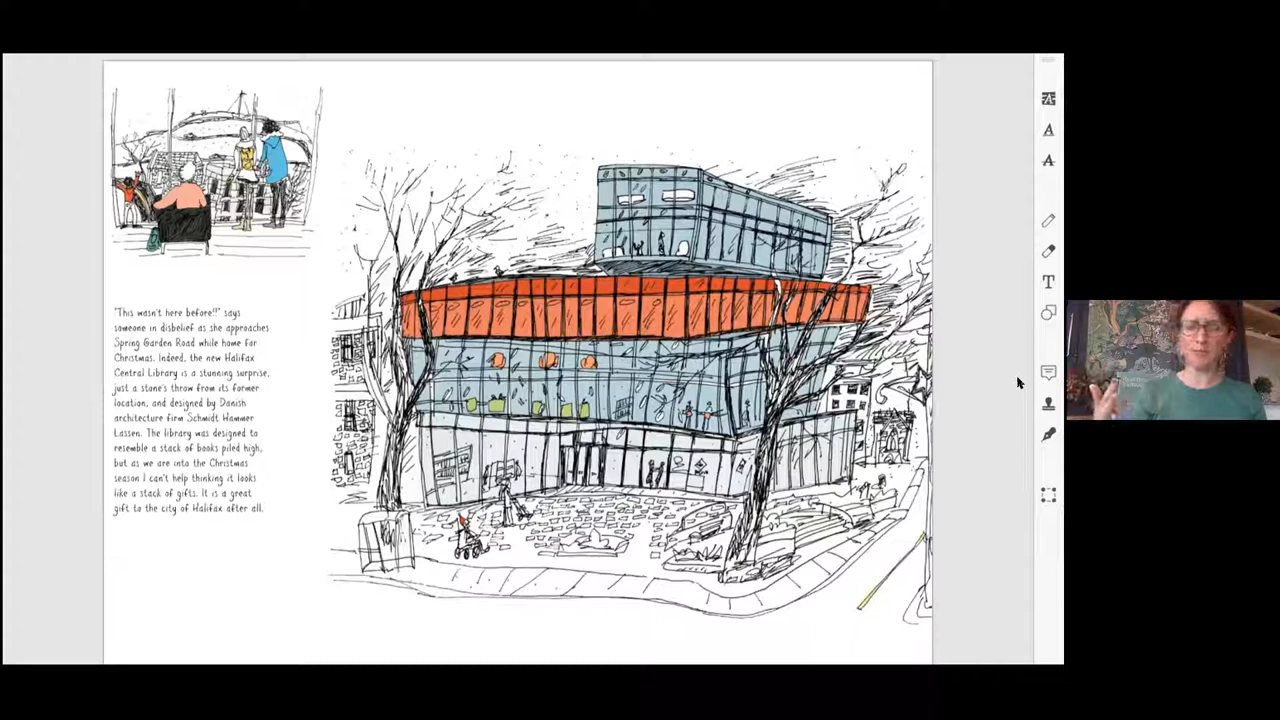 "This wasn't here before!!" says
someone in disbelief as she approaches
Spring Garden Road while home for
Christmas. Indeed, the new Halifax
Central Library is a stunning surprise,
just a stone's throw from its former
location, and designed by Danish
architecture firm Schmidt Hammer
Lassen. The library was designed to
resemble a stack of books piled high,
but as we are into the Christmas
season I can't help thinking it looks
like a stack of gifts. It is a great
gift to the city of Halifax after all.